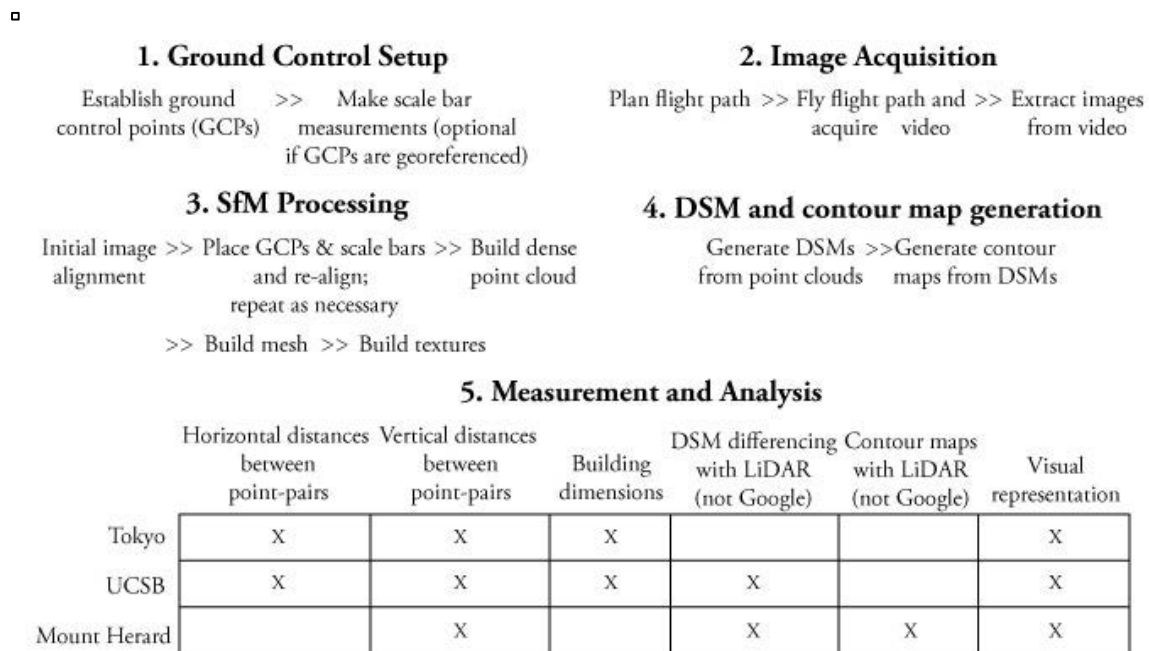 1. Ground Control Setup
Establish ground >> Make scale bar
control points (GCPs) measurements (optional
if GCPs are georeferenced)
2. Image Acquisition
Plan flight path >> Fly flight path and >> Extract images
acquire video from video
3. SfM Processing
Initial image >> Place GCPs & scale bars >> Build dense
alignment and re-align; point cloud
repeat as necessary
>> Build mesh >> Build textures
4. DSM and contour map generation
Generate DSMs >>Generate contour
from point clouds maps from DSMs
5. Measurement and Analysis
Horizontal distances Vertical distances DSM differencing Contour maps
between between Building with LiDAR with LiDAR Visual
point-pairs point-pairs dimensions (not Google) (not Google) representation
Tokyo X X X X
UCSB X X X X X
Mount Herard X X X X